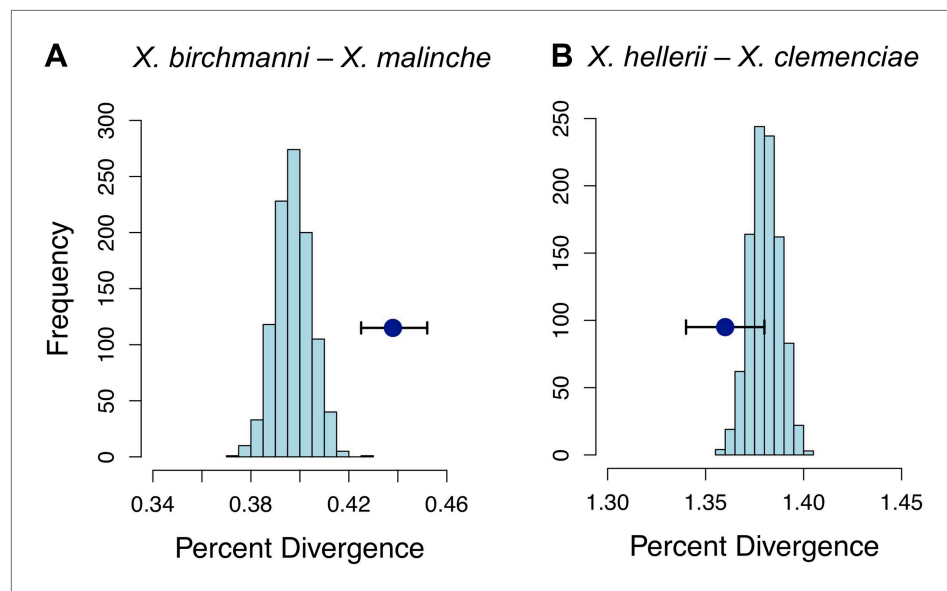 A X. birchmanni – X. malinche
Frequency
300
250
200
150
100
50
0
0.34 0.38 0.42 0.46
Percent Divergence
B X. hellerii – X. clemenciae
250
200
150
100
50
0
1.30 1.35 1.40 1.45
Percent Divergence